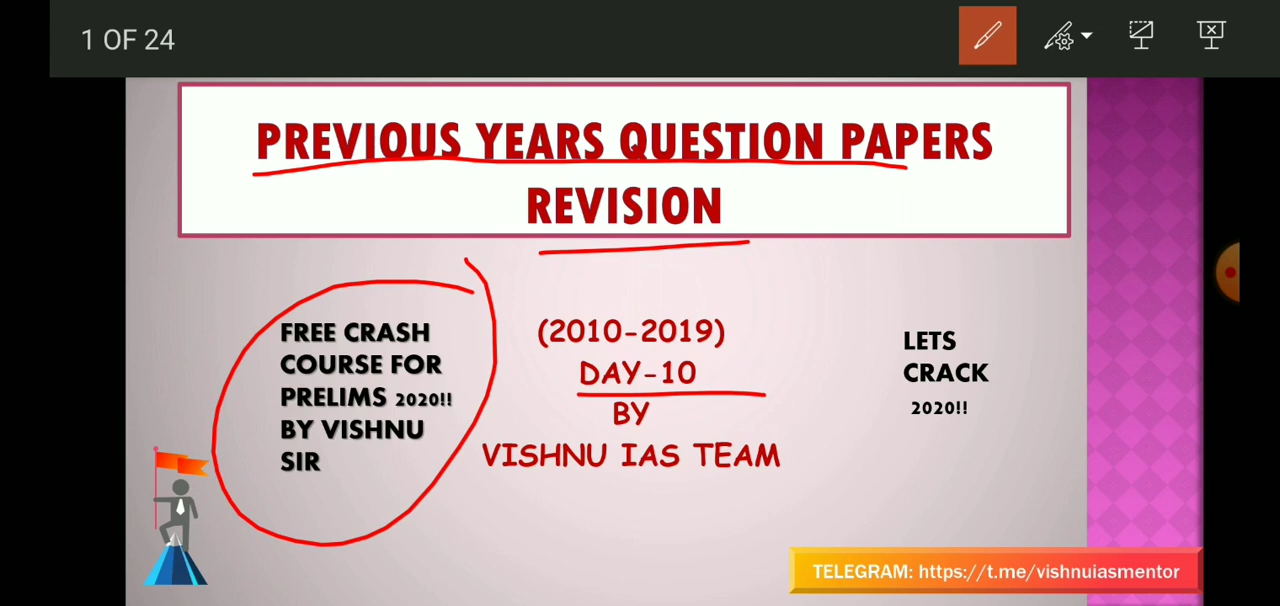 1 OF 24
PREVIOUS YEARS QUESTION PAPERS
REVISION
FREE CRASH
COURSE FOR
PRELIMS 2020!!
BY VISHNU
SIR
(2010-2019)
DAY-10
BY
VISHNU IAS TEAM
LETS
CRACK
2020!!
TELEGRAM: https://t.me/vishnuiasmentor